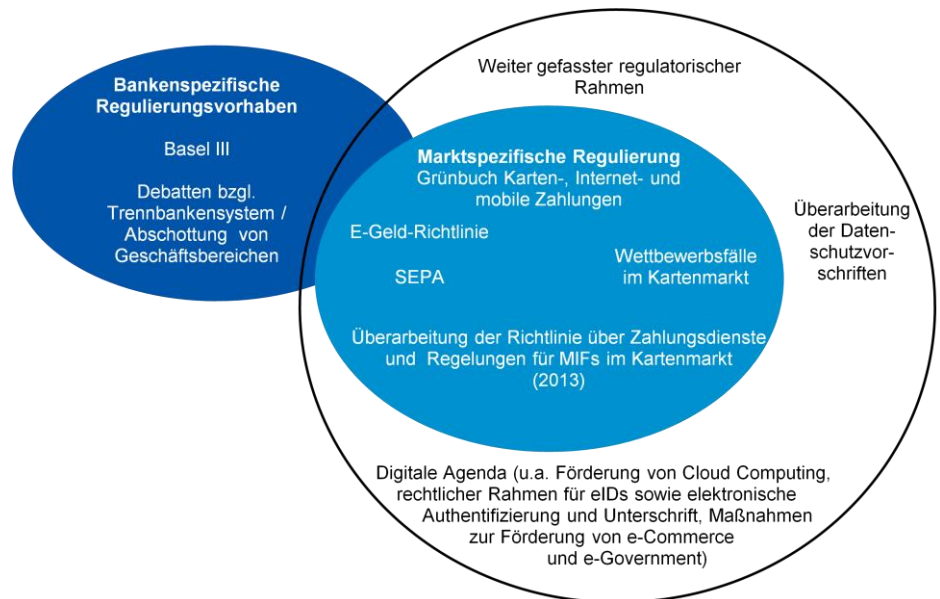 Bankenspezifische
Regulierungsvorhaben
Basel III
Debatten bzgl.
Trennbankensystem /
Abschottung von
Geschäftsbereichen
Weiter gefasster regulatorischer
Rahmen
Marktspezifische Regulierung
Grünbuch Karten-, Internet- und
mobile Zahlungen
E-Geld-Richtlinie
SEPA
Wettbewerbsfälle
im Kartenmarkt
Überarbeitung der Richtlinie über Zahlungsdienste
und Regelungen für MIFs im Kartenmarkt
(2013)
Überarbeitung
der Daten-
schutzvor-
schriften
Digitale Agenda (u.a. Förderung von Cloud Computing,
rechtlicher Rahmen für eIDs sowie elektronische
Authentifizierung und Unterschrift, Maßnahmen
zur Förderung von e-Commerce
und e-Government)